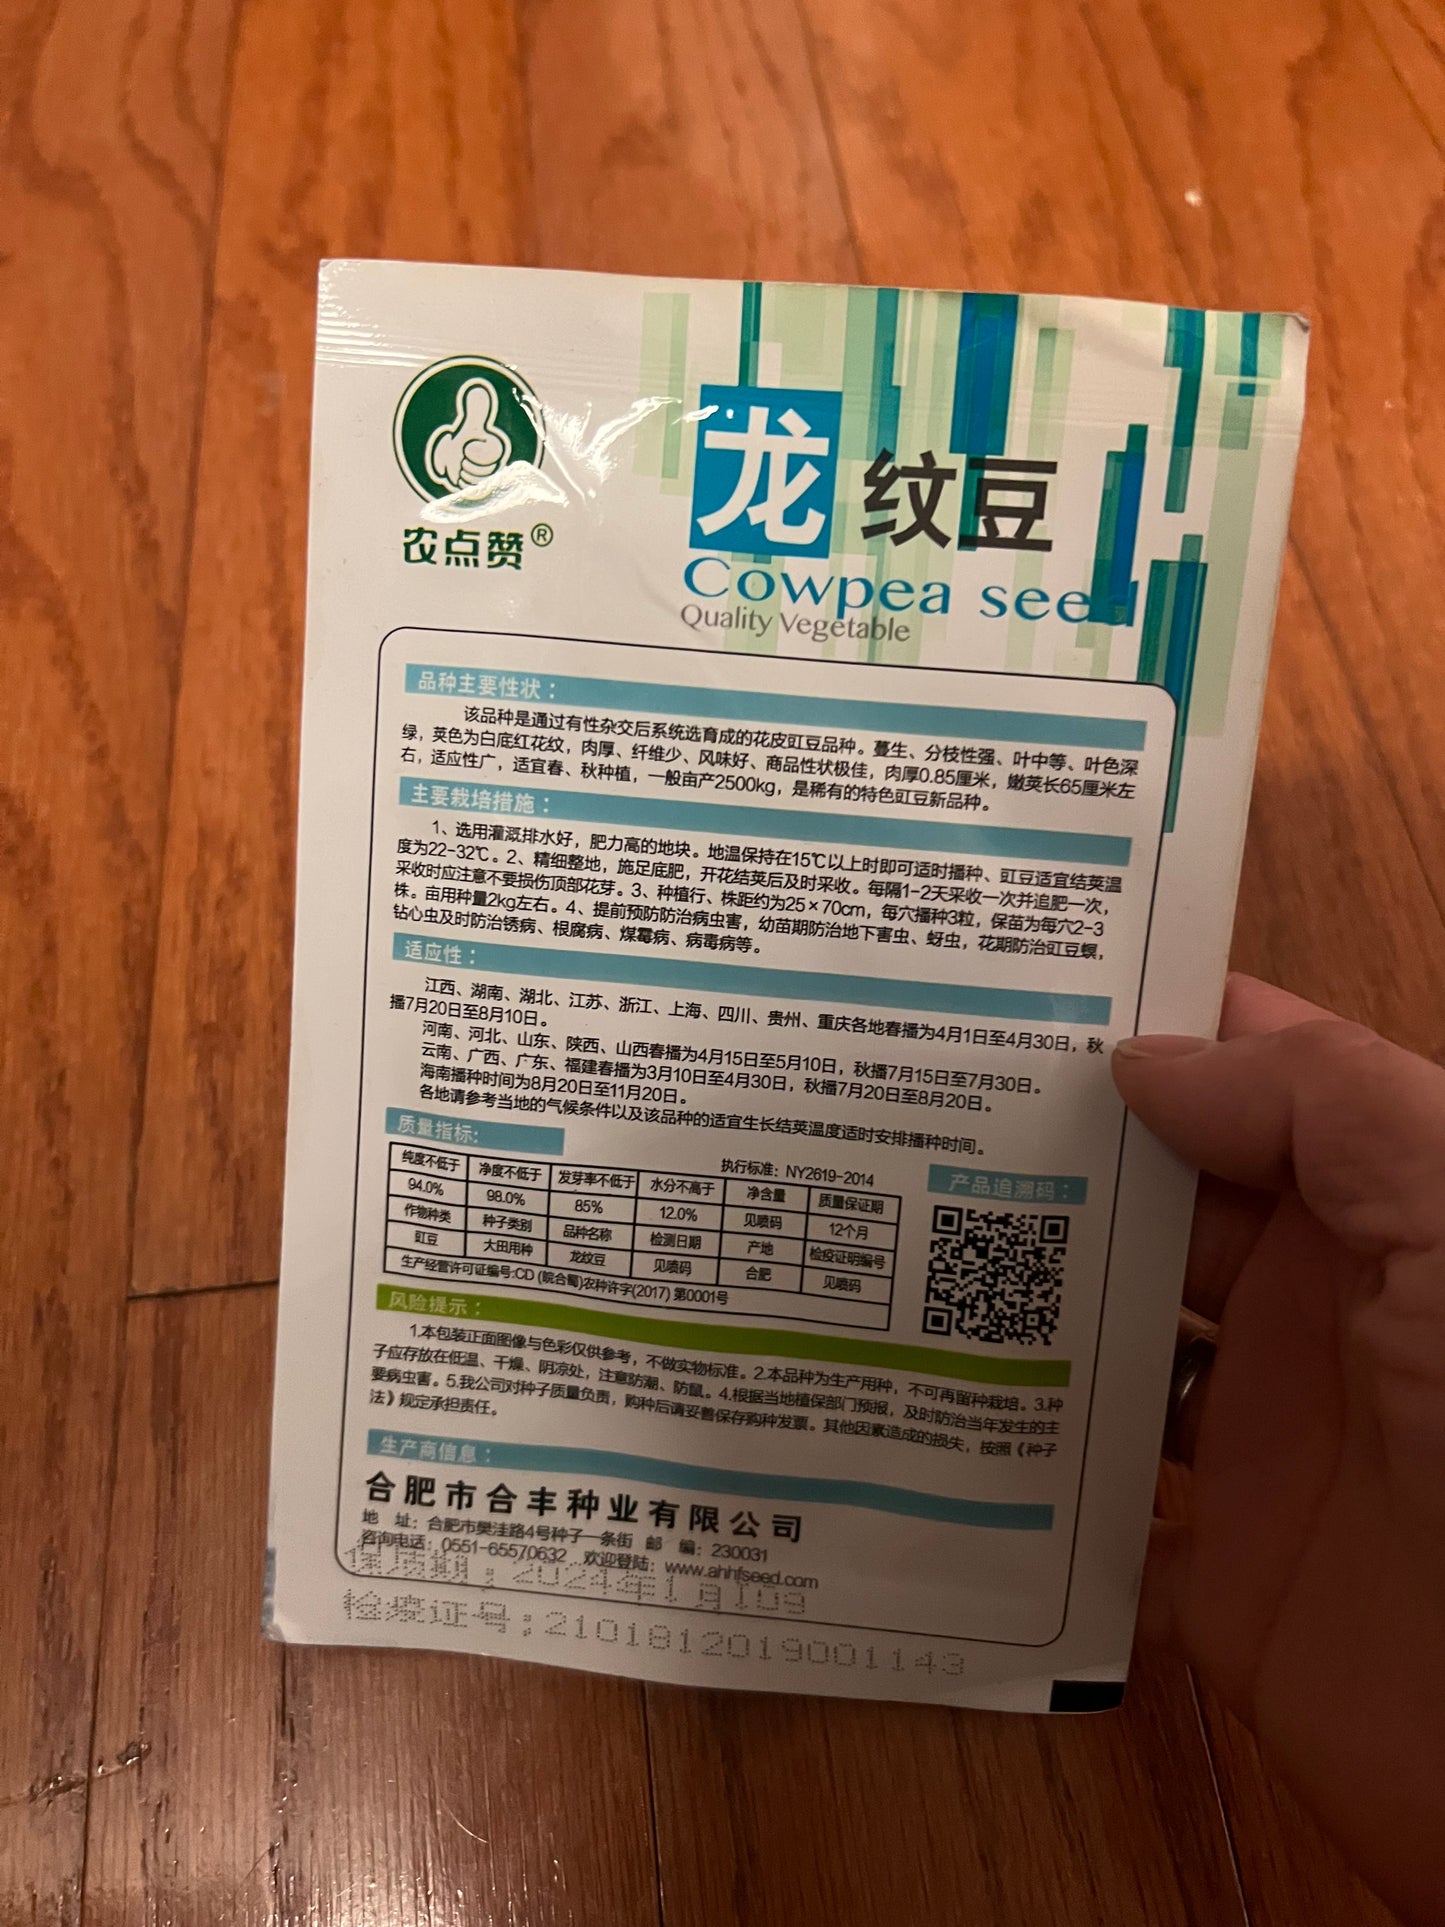 农点赞®
龙纹豆
Cowpea seed
Quality Vegetable
品种主要性状：
该品种是通过有性杂交后系统选育成的花皮豇豆品种。蔓生、分枝性强、叶中等、叶色深
绿，荚色为白底红花纹，肉厚、纤维少、风味好、商品性状极佳，肉厚0.85厘米，嫩荚长65厘米左
右，适应性广，适宜春、秋种植，一般亩产2500kg，是稀有的特色豇豆新品种。
主要栽培措施：
1、选用灌溉排水好，肥力高的地块。地温保持在15℃以上时即可适时播种、豇豆适宜结荚温
度为22-32℃。2、精细整地，施足底肥，开花结荚后及时采收。每隔1-2天采收一次并追肥一次，
采收时应注意不要损伤顶部花芽。3、种植行、株距约为25×70cm，每穴播种3粒，保苗为每穴2-3
株。亩用种量2kg左右。4、提前预防防治病虫害，幼苗期防治地下害虫、蚜虫，花期防治豇豆螟，
钻心虫及时防治锈病、根腐病、煤霉病、病毒病等。
适应性：
江西、湖南、湖北、江苏、浙江、上海、四川、贵州、重庆各地春播为4月1日至4月30日，秋
播7月20日至8月10日。
河南、河北、山东、陕西、山西春播为4月15日至5月10日，秋播7月15日至7月30日。
云南、广西、广东、福建春播为3月10日至4月30日，秋播7月20日至8月20日。
海南播种时间为8月20日至11月20日。
各地请参考当地的气候条件以及该品种的适宜生长结荚温度适时安排播种时间。
质量指标:
执行标准：NY2619-2014
产品追溯码：
纯度不低于 净度不低于 发芽率不低于 水分不高于 净含量 质量保证期
94.0% 98.0% 85% 12.0% 见喷码 12个月
作物种类 种子类别 品种名称 检测日期 产地 检疫证明编号
豇豆 大田用种 龙纹豆 见喷码 合肥 见喷码
生产经营许可证编号:CD (皖合蜀)农种许字(2017) 第0001号
风险提示：
1.本包装正面图像与色彩仅供参考，不做实物标准。2.本品种为生产用种，不可再留种栽培。3.种
子应存放在低温、干燥、阴凉处，注意防潮、防鼠。4.根据当地植保部门预报，及时防治当年发生的主
要病虫害。5.我公司对种子质量负责，购种后请妥善保存购种发票。其他因素造成的损失，按照《种子
法》规定承担责任。
生产商信息：
合肥市合丰种业有限公司
地 址：合肥市樊洼路4号种子一条街 邮 编：230031
咨询电话：0551-65570632 欢迎登陆：www.ahhfseed.com
保质期：2024年1月
检疫证号：2101812019001143